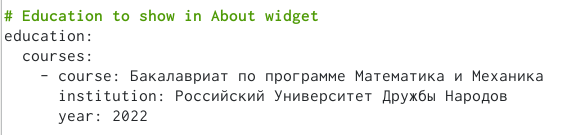 # Education to show in About widget
education:
  courses:
    - course: Бакалавриат по программе Математика и Механика
      institution: Российский Университет Дружбы Народов
      year: 2022